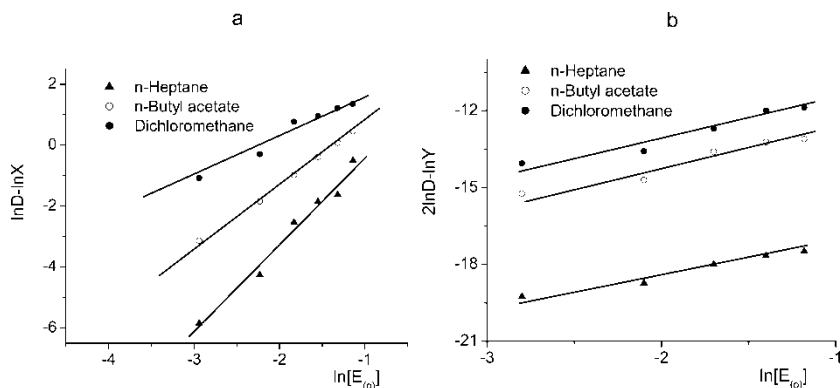 a
n-Heptane
n-Butyl acetate
Dichloromethane
lnD-lnX
2
0
-2
-4
-6
-4
-3
-2
-1
ln[E(o)]
b
n-Heptane
n-Butyl acetate
Dichloromethane
2lnD-lnY
-12
-15
-18
-21
-3
-2
-1
ln[E(o)]